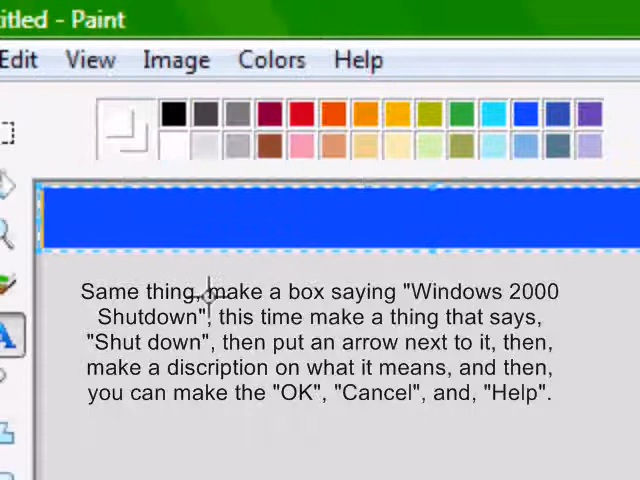 titled - Paint
Edit View Image Colors Help
A
Same thing, make a box saying "Windows 2000
Shutdown", this time make a thing that says,
"Shut down", then put an arrow next to it, then,
make a discription on what it means, and then,
you can make the "OK", "Cancel", and, "Help".